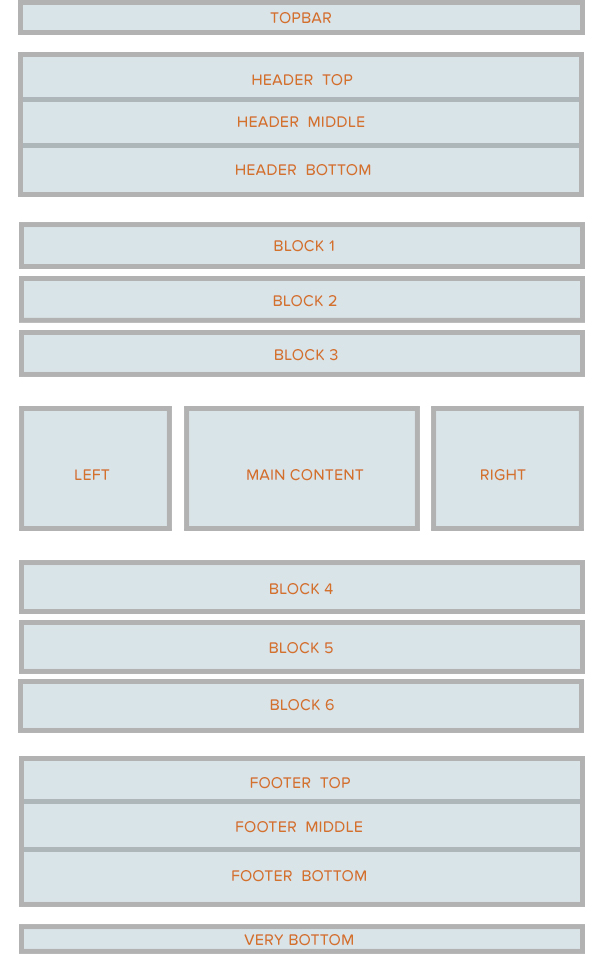 TOPBAR
HEADER TOP
HEADER MIDDLE
HEADER BOTTOM
BLOCK 1
BLOCK 2
BLOCK 3
LEFT
MAIN CONTENT
RIGHT
BLOCK 4
BLOCK 5
BLOCK 6
FOOTER TOP
FOOTER MIDDLE
FOOTER BOTTOM
VERY BOTTOM